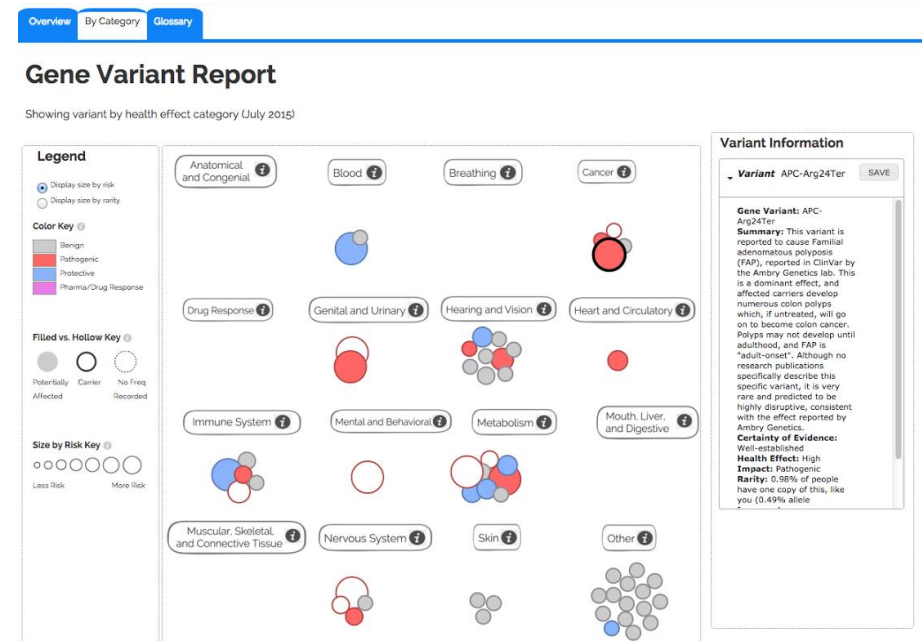 Overview By Category Glossary
Gene Variant Report
Showing variant by health effect category (July 2015)
Legend
Display size by risk
Display size by rarity
Color Key
Benign
Pathogenic
Protective
Pharma/Drug Response
Filled vs. Hollow Key
Potentially Affected
Carrier
No Freq Recorded
Size by Risk Key
Less Risk More Risk
Anatomical
and Congenial
Blood
Breathing
Cancer
Drug Response
Genital and Urinary
Hearing and Vision
Heart and Circulatory
Immune System
Mental and Behavioral
Metabolism
Mouth, Liver,
and Digestive
Muscular, Skeletal,
and Connective Tissue
Nervous System
Skin
Other
Variant Information
Variant APC-Arg24Ter
SAVE
Gene Variant: APC-
Arg24Ter
Summary: This variant is
reported to cause Familial
adenomatous polyposis
(FAP), reported in ClinVar by
the Ambry Genetics lab. This
is a dominant effect, and
affected carriers develop
numerous colon polyps
which, if untreated, will go
on to become colon cancer.
Polyps may not develop until
adulthood, and FAP is
"adult-onset". Although no
research publications
specifically describe this
specific variant, it is very
rare and predicted to be
highly disruptive, consistent
with the effect reported by
Ambry Genetics.
Certainty of Evidence:
Well-established
Health Effect: High
Impact: Pathogenic
Rarity: 0.98% of people
have one copy of this, like
you (0.49% allele